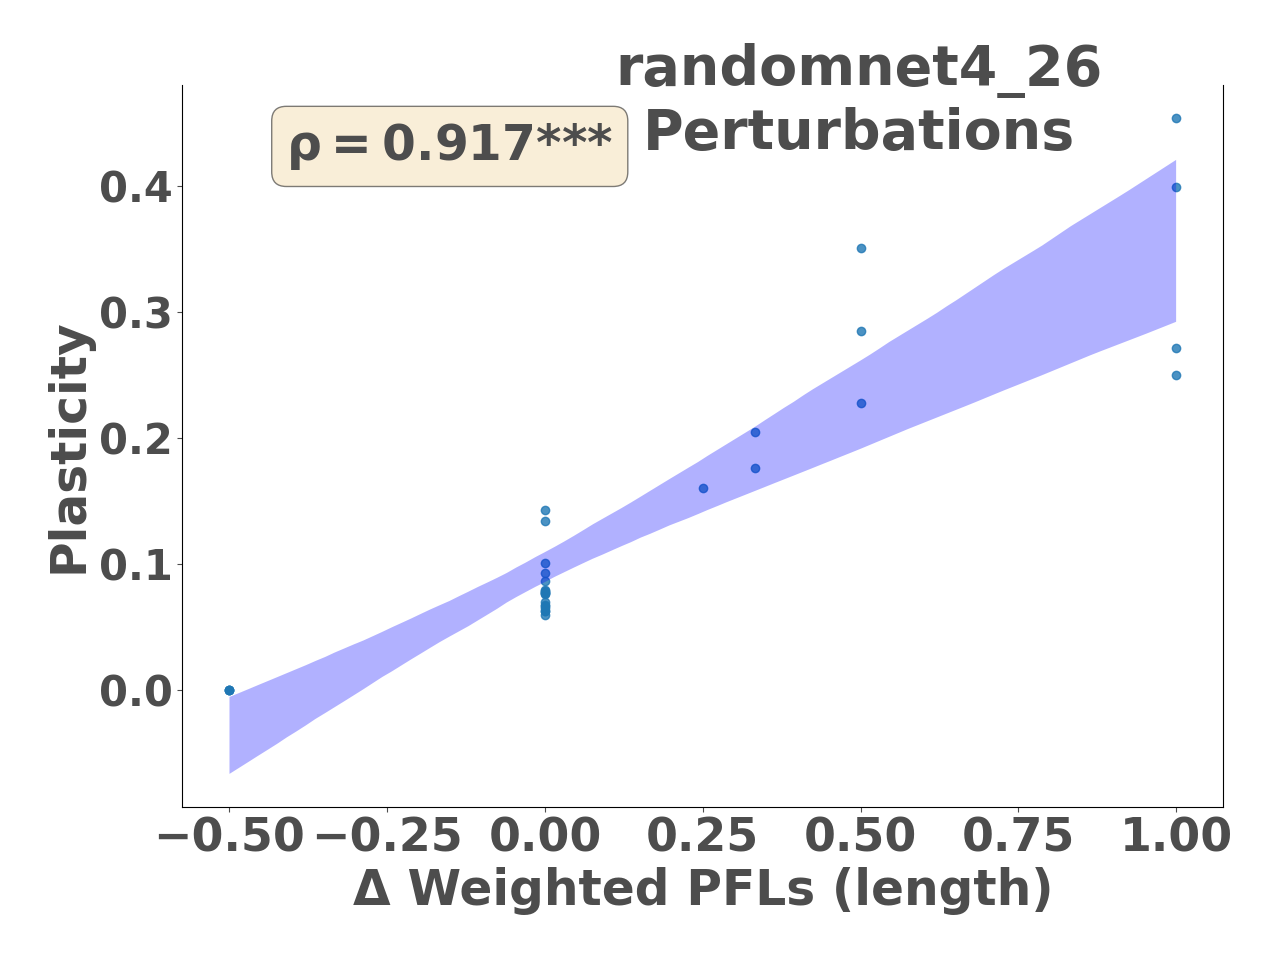 randomnet4_26
Perturbations
ρ = 0.917***
0.4
0.3
0.2
0.1
0.0
Plasticity
−0.50 −0.25 0.00 0.25 0.50 0.75 1.00
Δ Weighted PFLs (length)